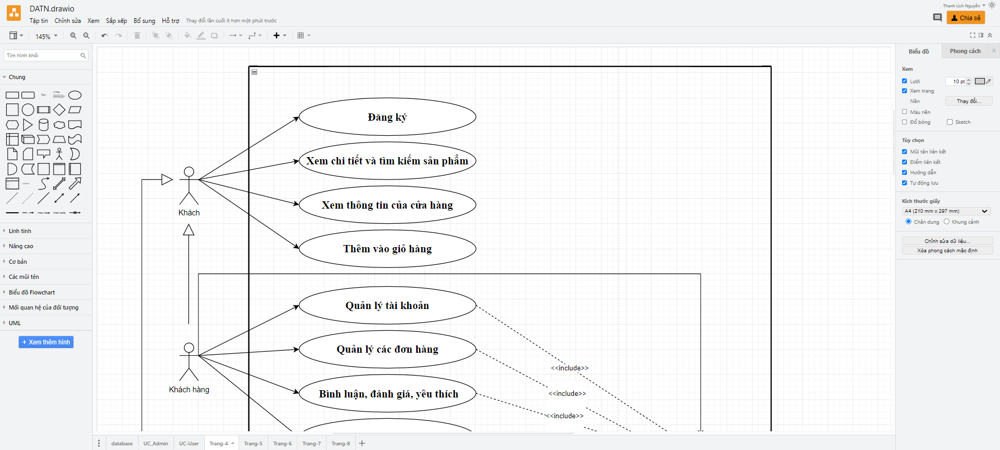 DATN.drawio
Thanh Lịch Nguyễn
Tập tin Chỉnh sửa Xem Sắp xếp Bổ sung Hỗ trợ Thay đổi lần cuối ít hơn một phút trước
Chia sẻ
145%
Tìm hình khối
Chung
Text
Heading
List Item
Linh tinh
Nâng cao
Cơ bản
Các mũi tên
Biểu đồ Flowchart
Mối quan hệ của đối tượng
UML
+ Xem thêm hình
Đăng ký
Xem chi tiết và tìm kiếm sản phẩm
Xem thông tin của cửa hàng
Thêm vào giỏ hàng
Khách
Quản lý tài khoản
Quản lý các đơn hàng
Bình luận, đánh giá, yêu thích
Khách hàng
<<include>>
<<include>>
<<include>>
Biểu đồ Phong cách
Xem
Lưới 10 pt
Xem trang
Nền Thay đổi...
Màu nền
Đổ bóng Sketch
Tùy chọn
Mũi tên liên kết
Điểm liên kết
Hướng dẫn
Tự động lưu
Kích thước giấy
A4 (210 mm x 297 mm)
Chân dung Khung cảnh
Chỉnh sửa dữ liệu...
Xóa phong cách mặc định
database UC_Admin UC-User Trang-4 Trang-5 Trang-6 Trang-7 Trang-8